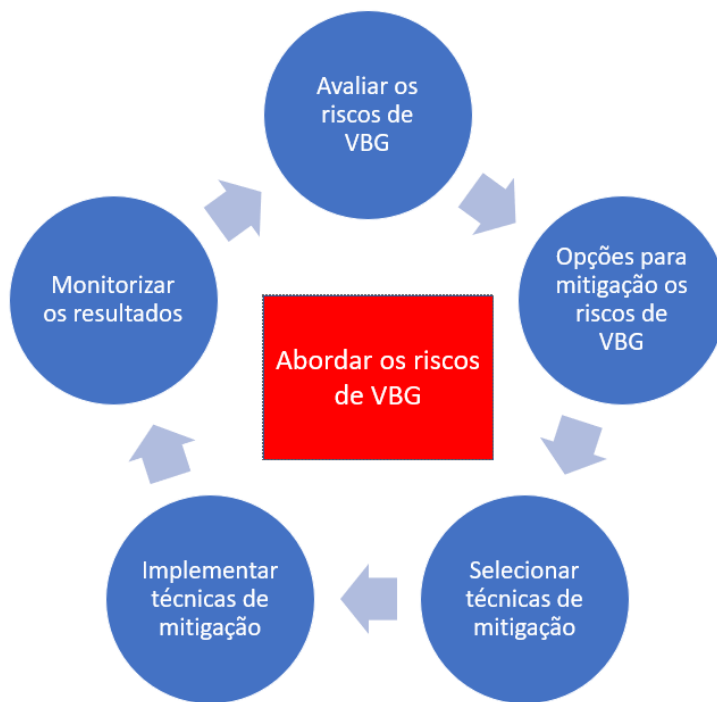 Avaliar os
riscos de
VBG
Opções para
mitigação os
riscos de
VBG
Selecionar
técnicas de
mitigação
Implementar
técnicas de
mitigação
Monitorizar
os resultados
Abordar os riscos
de VBG